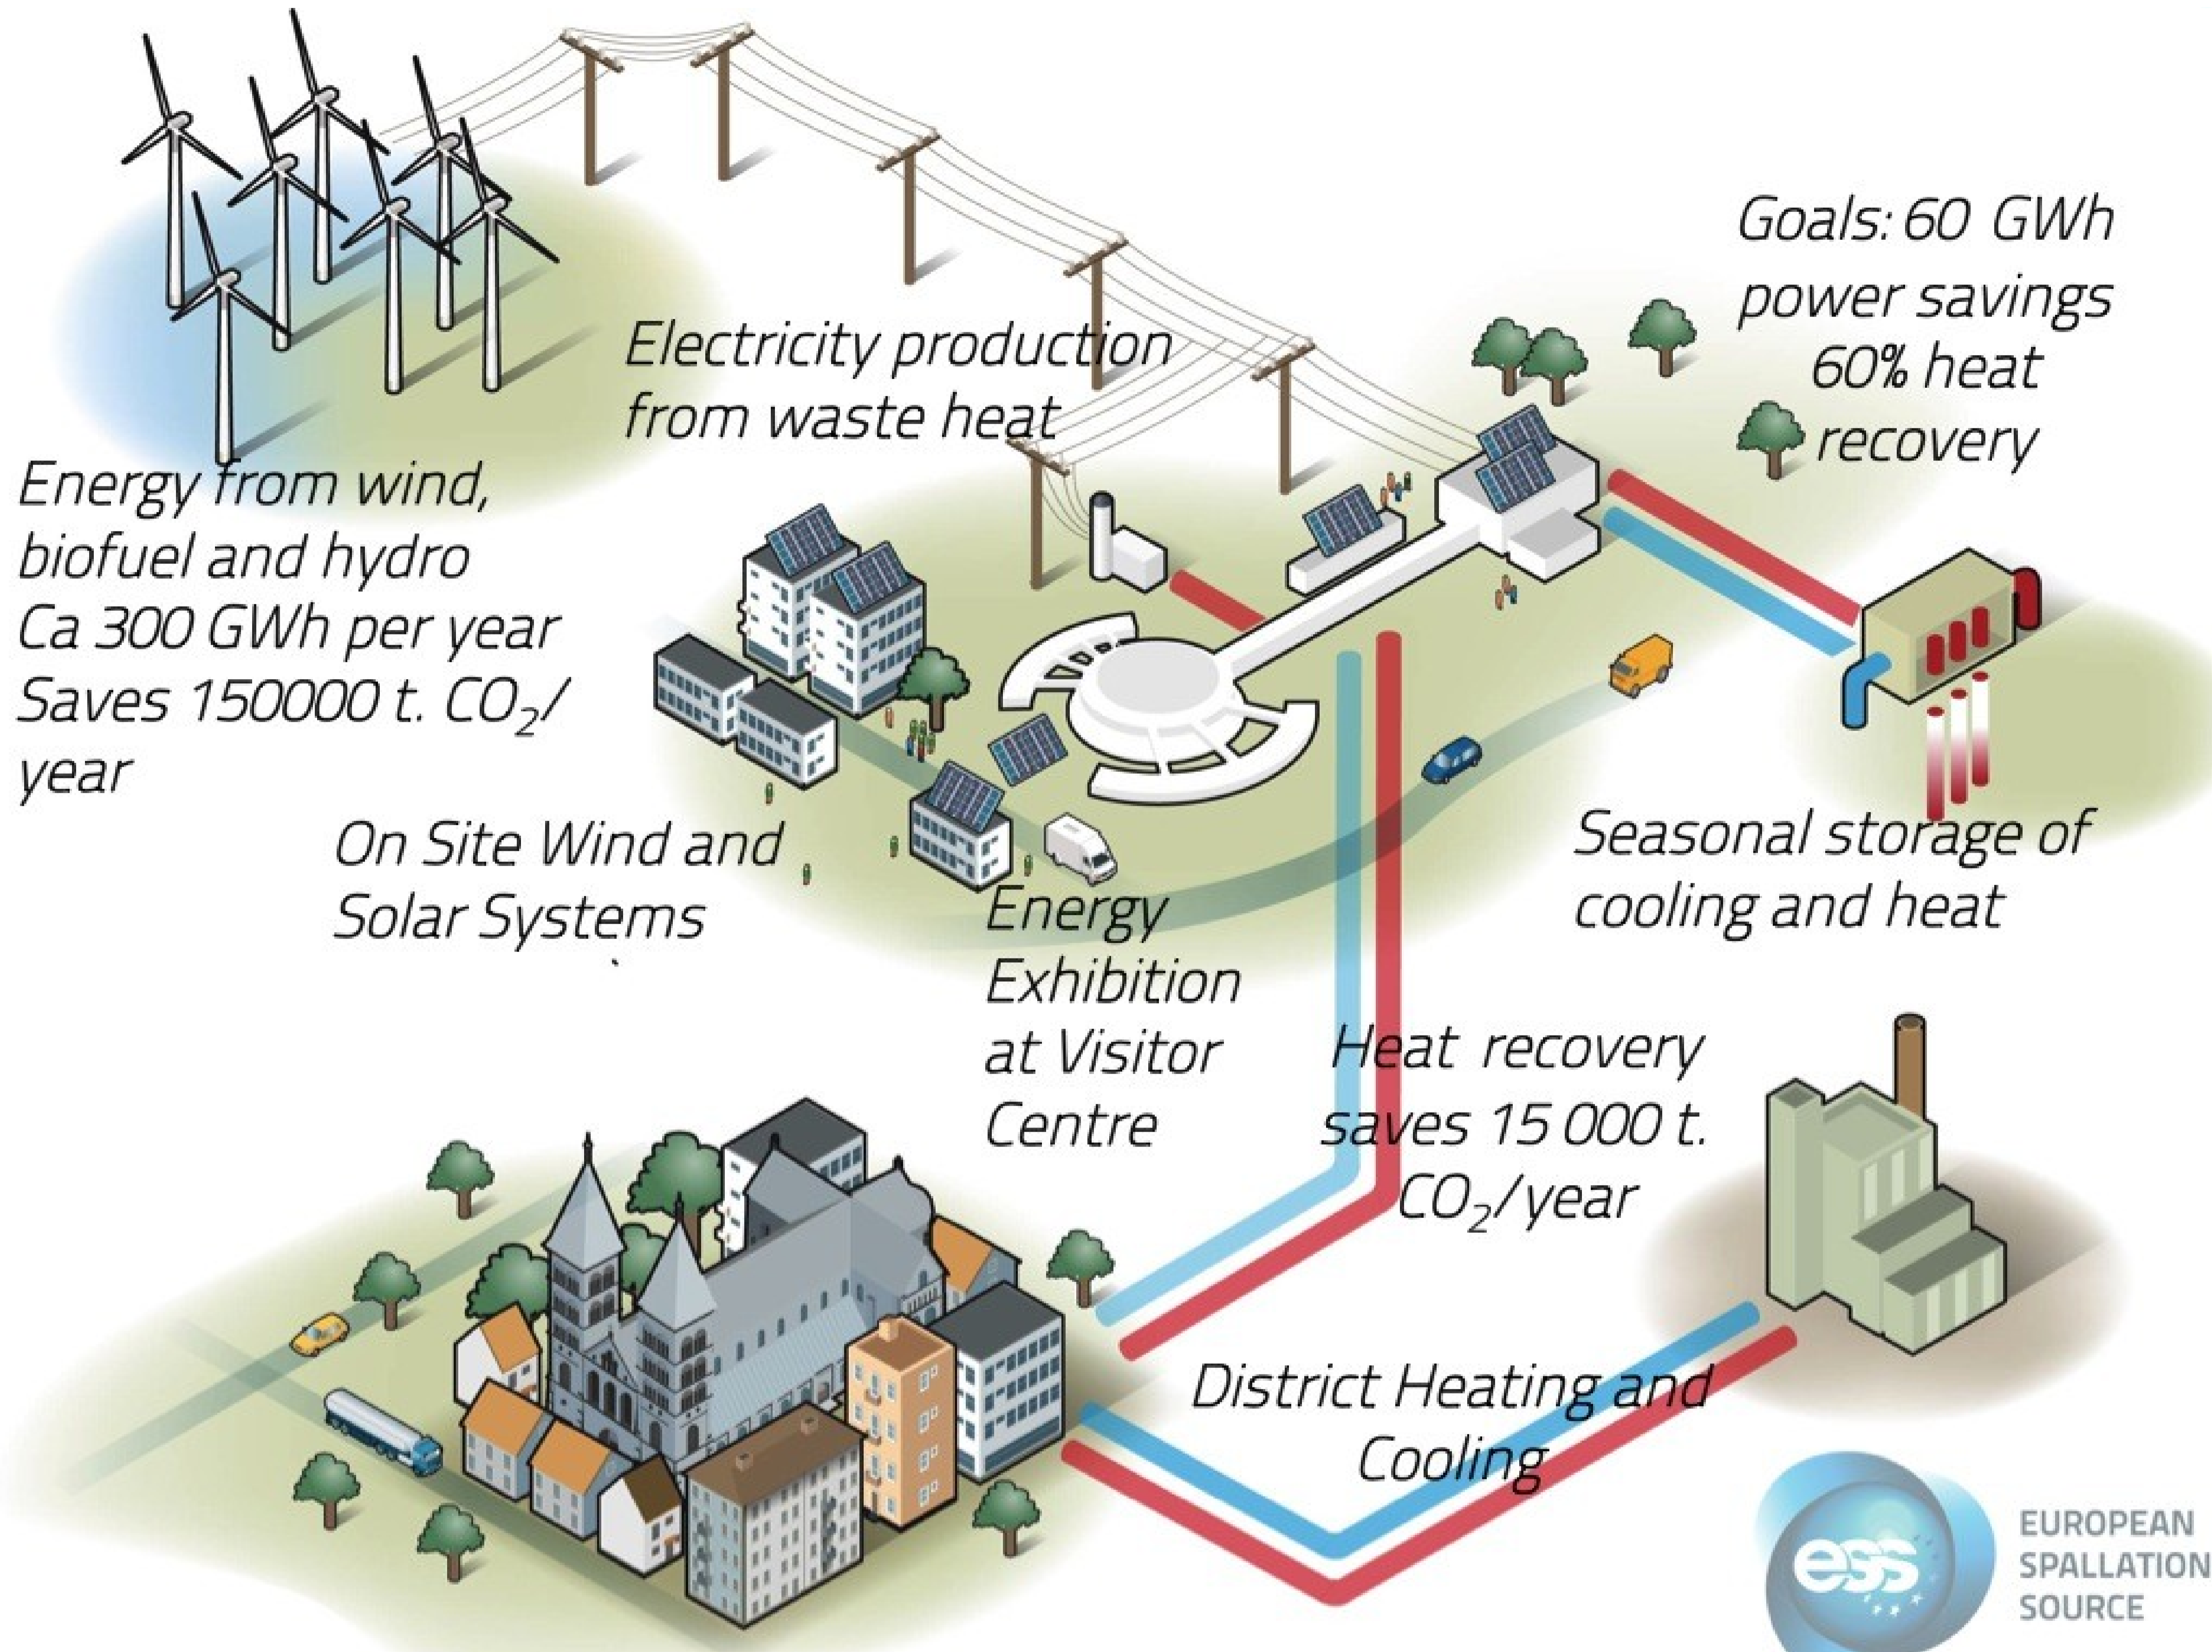 Goals: 60 GWh
power savings
60% heat
recovery
Electricity production
from waste heat
Energy from wind,
biofuel and hydro
Ca 300 GWh per year
Saves 150000 t. CO₂/
year
On Site Wind and
Solar Systems
Energy
Exhibition
at Visitor
Centre
Seasonal storage of
cooling and heat
Heat recovery
saves 15 000 t.
CO₂/year
District Heating and
Cooling
ess
EUROPEAN
SPALLATION
SOURCE